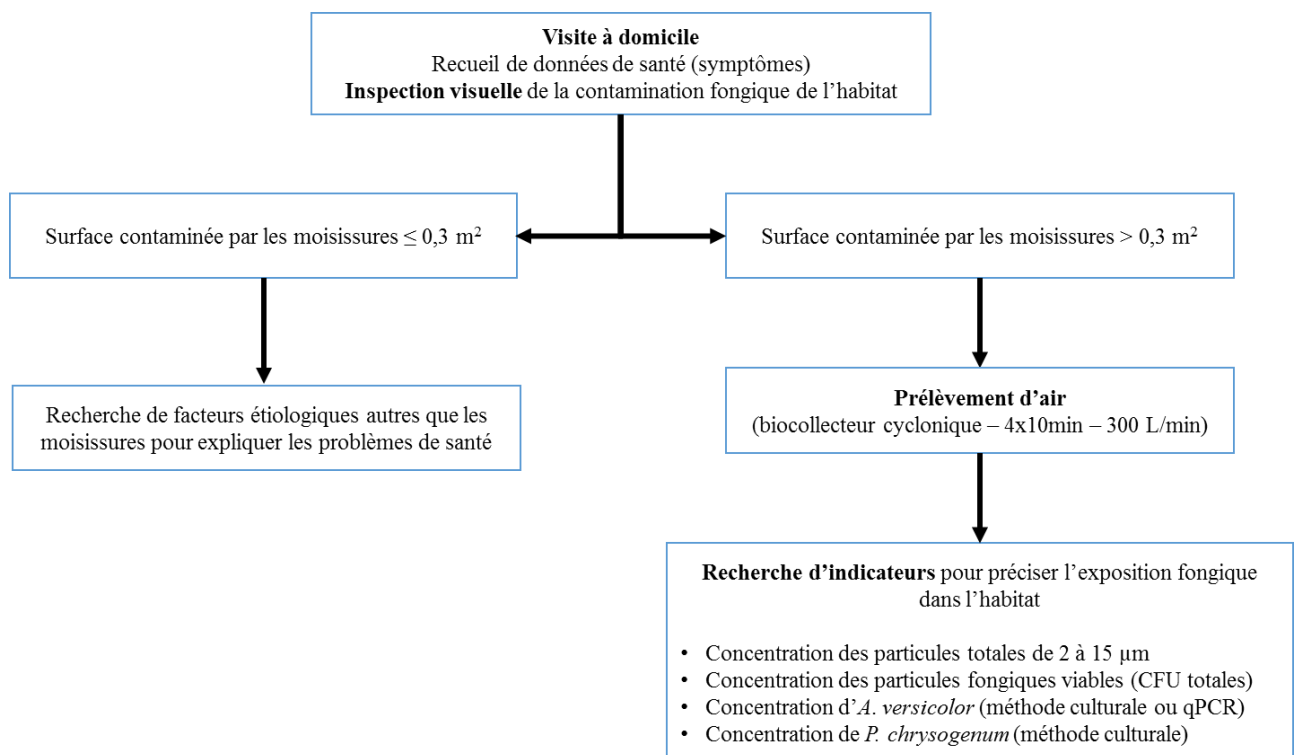 Visite à domicile
Recueil de données de santé (symptômes)
Inspection visuelle de la contamination fongique de l’habitat
Surface contaminée par les moisissures ≤ 0,3 m²
Surface contaminée par les moisissures > 0,3 m²
Recherche de facteurs étiologiques autres que les
moisissures pour expliquer les problèmes de santé
Prélèvement d’air
(biocollecteur cyclonique – 4x10min – 300 L/min)
Recherche d’indicateurs pour préciser l’exposition fongique
dans l’habitat
• Concentration des particules totales de 2 à 15 µm
• Concentration des particules fongiques viables (CFU totales)
• Concentration d’A. versicolor (méthode culturale ou qPCR)
• Concentration de P. chrysogenum (méthode culturale)